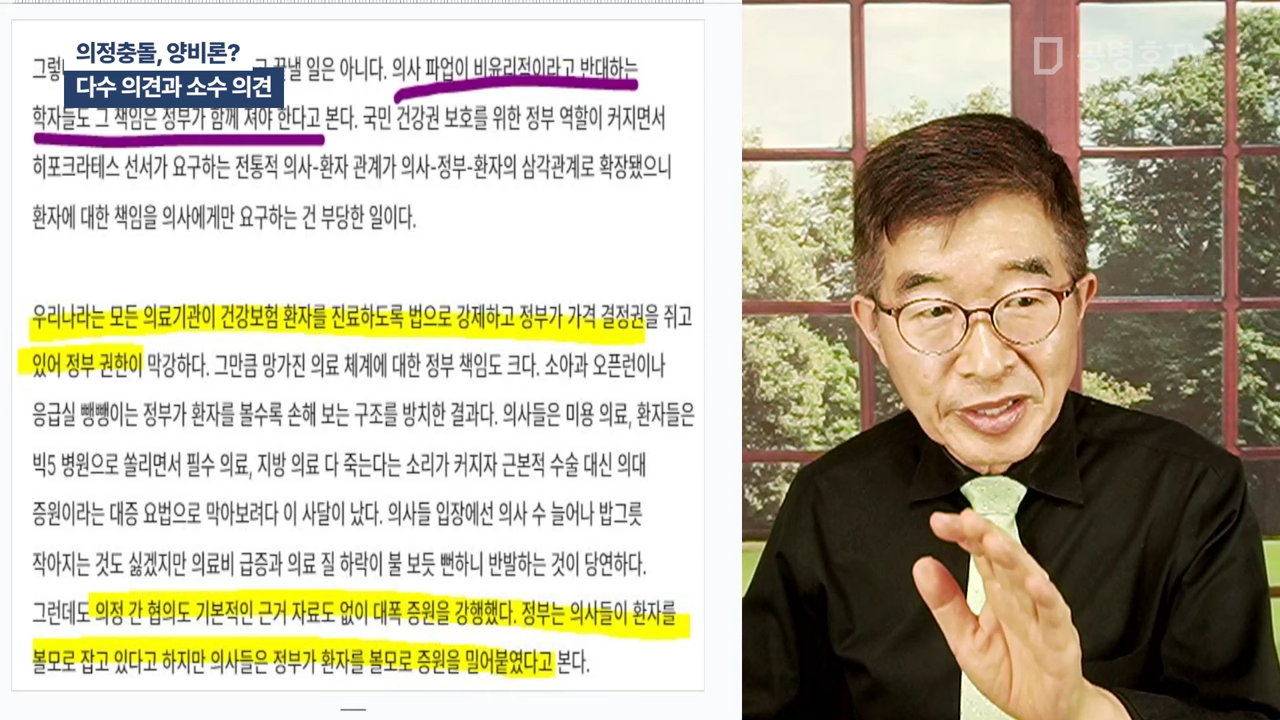 의정충돌, 양비론?
다수 의견과 소수 의견
그렇 끝낼 일은 아니다. 의사 파업이 비윤리적이라고 반대하는
학자들도 그 책임은 정부가 함께 져야 한다고 본다. 국민 건강권 보호를 위한 정부 역할이 커지면서
히포크라테스 선서가 요구하는 전통적 의사-환자 관계가 의사-정부-환자의 삼각관계로 확장됐으니
환자에 대한 책임을 의사에게만 요구하는 건 부당한 일이다.
우리나라는 모든 의료기관이 건강보험 환자를 진료하도록 법으로 강제하고 정부가 가격 결정권을 쥐고
있어 정부 권한이 막강하다. 그만큼 망가진 의료 체계에 대한 정부 책임도 크다. 소아과 오픈런이나
응급실 뺑뺑이는 정부가 환자를 볼수록 손해 보는 구조를 방치한 결과다. 의사들은 미용 의료, 환자들은
빅5 병원으로 쏠리면서 필수 의료, 지방 의료 다 죽는다는 소리가 커지자 근본적 수술 대신 의대
증원이라는 대증 요법으로 막아보려다 이 사달이 났다. 의사들 입장에선 의사 수 늘어나 밥그릇
작아지는 것도 싫겠지만 의료비 급증과 의료 질 하락이 불 보듯 뻔하니 반발하는 것이 당연하다.
그런데도 의정 간 협의도 기본적인 근거 자료도 없이 대폭 증원을 강행했다. 정부는 의사들이 환자를
볼모로 잡고 있다고 하지만 의사들은 정부가 환자를 볼모로 증원을 밀어붙였다고 본다.